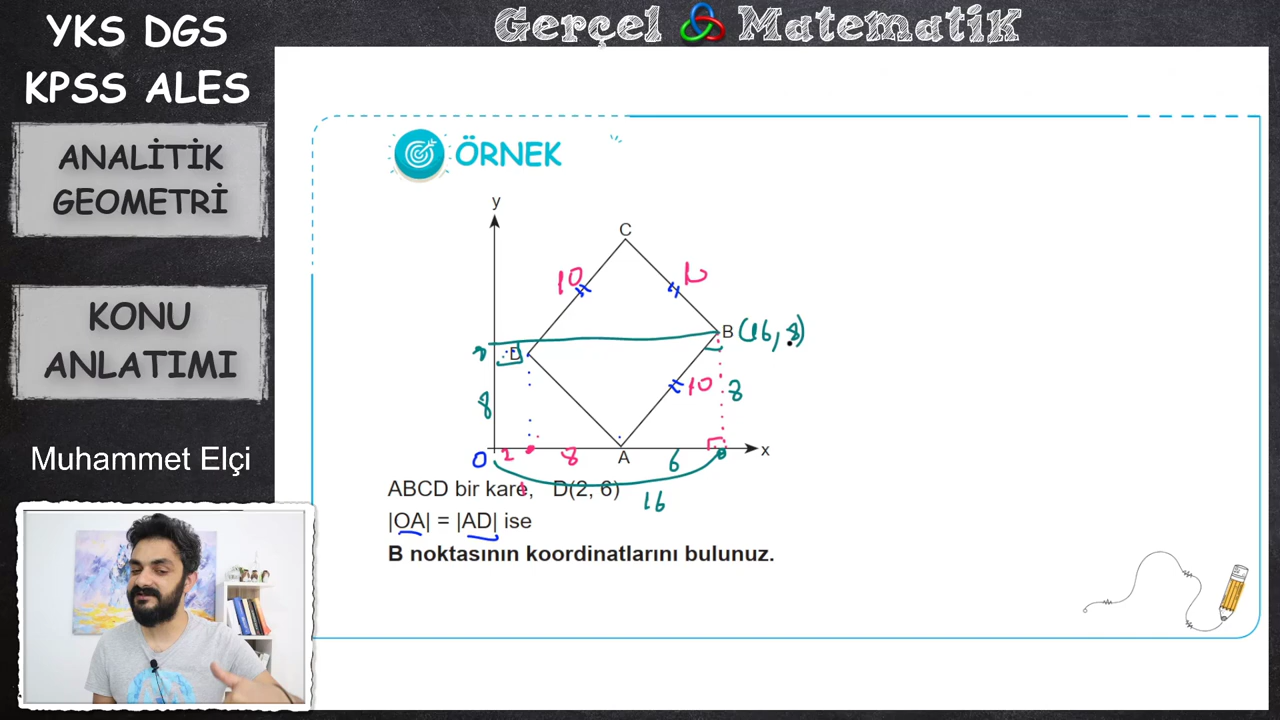 YKS DGS
KPSS ALES
ANALİTİK
GEOMETRİ
KONU
ANLATIMI
Muhammet Elçi
Gerçel Matematik
ÖRNEK
y
C
10
B (16, 8)
D
10
8
8
O
2
8
A
6
x
16
ABCD bir kare, D(2, 6)
|OA| = |AD| ise
B noktasının koordinatlarını bulunuz.